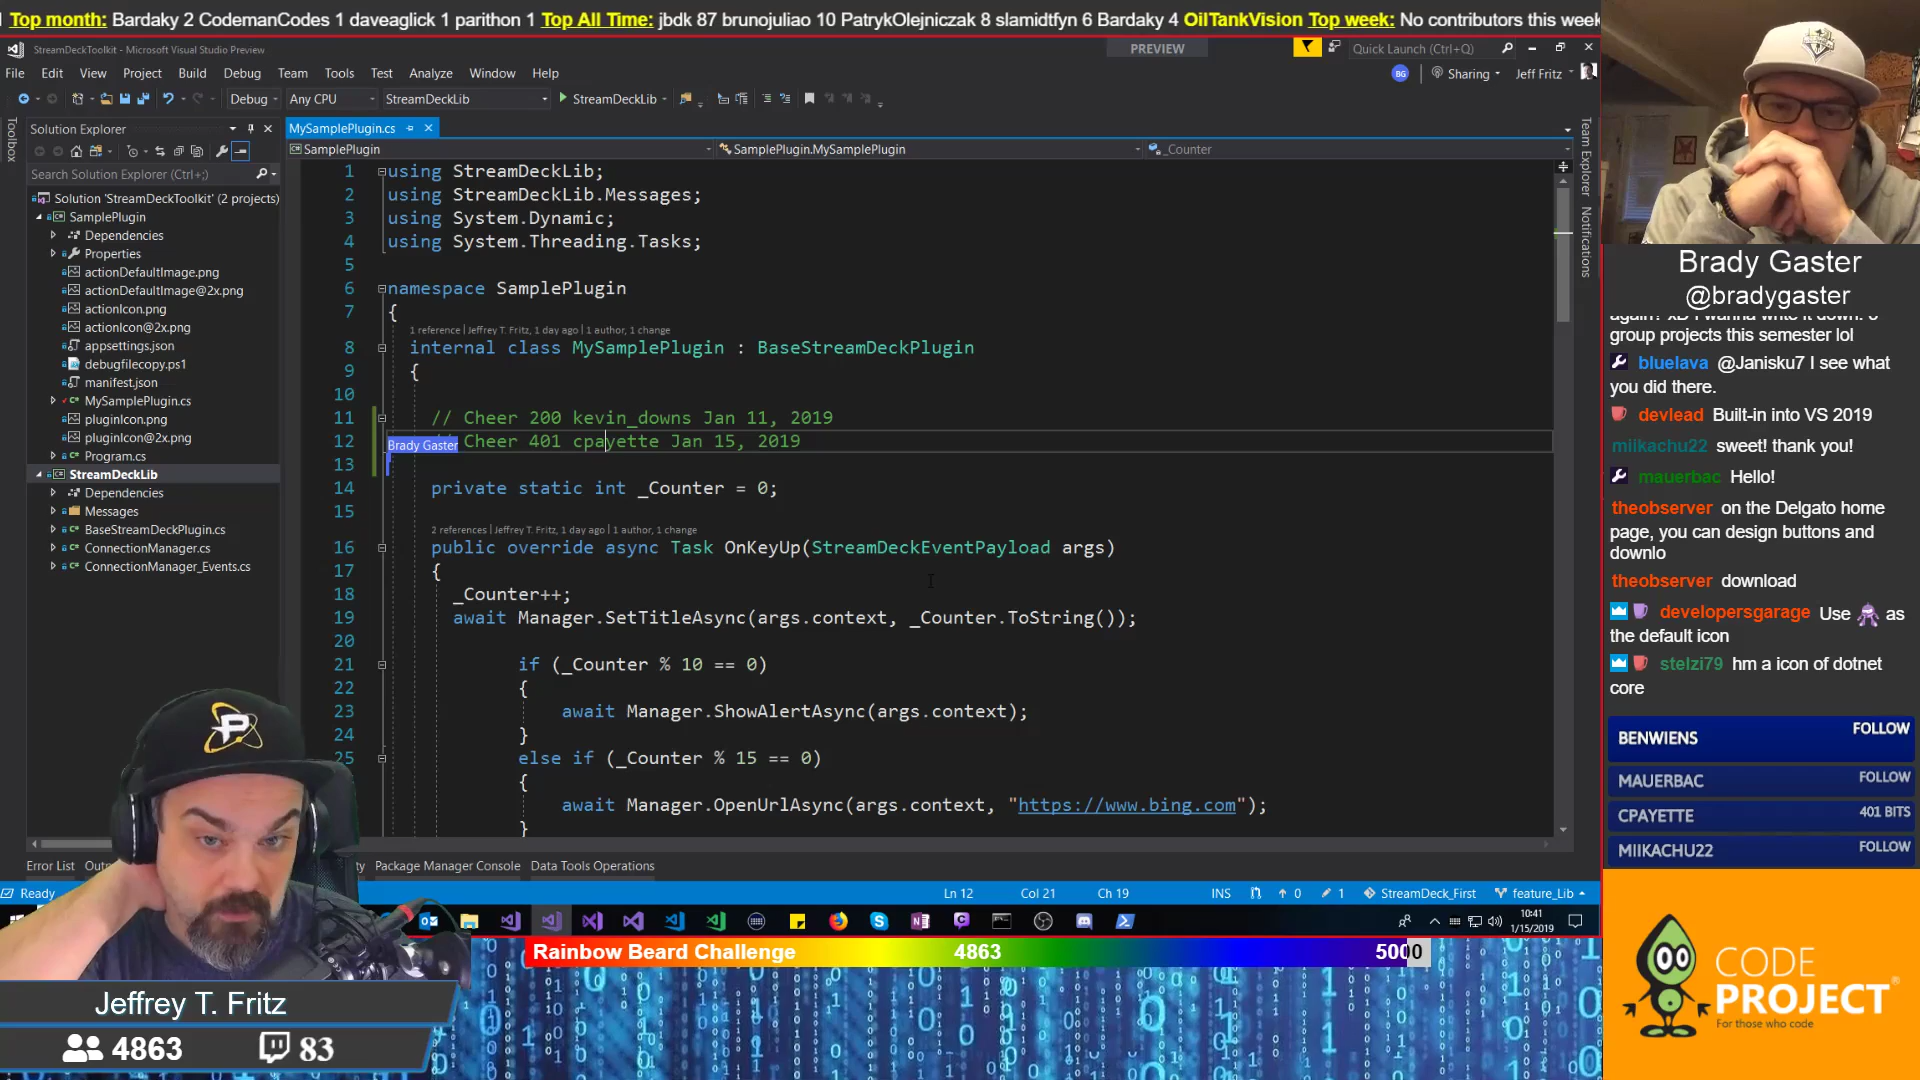 Top month: Bardaky 2 CodemanCodes 1 daveaglick 1 parithon 1 Top All Time: jbdk 87 brunojuliao 10 PatrykOlejniczak 8 slamidtfyn 6 Bardaky 4 OilTankVision Top week: No contributors this week
StreamDeckToolkit - Microsoft Visual Studio Preview
PREVIEW
Quick Launch (Ctrl+Q)
File Edit View Project Build Debug Team Tools Test Analyze Window Help
BG Sharing Jeff Fritz
Debug Any CPU StreamDeckLib StreamDeckLib
Toolbox
Solution Explorer
Search Solution Explorer (Ctrl+;)
Solution 'StreamDeckToolkit' (2 projects)
SamplePlugin
Dependencies
Properties
actionDefaultImage.png
actionDefaultImage@2x.png
actionIcon.png
actionIcon@2x.png
appsettings.json
debugfilecopy.ps1
manifest.json
MySamplePlugin.cs
pluginIcon.png
pluginIcon@2x.png
Program.cs
StreamDeckLib
Dependencies
Messages
BaseStreamDeckPlugin.cs
ConnectionManager.cs
ConnectionManager_Events.cs
MySamplePlugin.cs
SamplePlugin SamplePlugin.MySamplePlugin _Counter
1 using StreamDeckLib;
2 using StreamDeckLib.Messages;
3 using System.Dynamic;
4 using System.Threading.Tasks;
5
6 namespace SamplePlugin
7 {
1 reference | Jeffrey T. Fritz, 1 day ago | 1 author, 1 change
8 internal class MySamplePlugin : BaseStreamDeckPlugin
9 {
10
11 // Cheer 200 kevin_downs Jan 11, 2019
12 Brady Gaster Cheer 401 cpayette Jan 15, 2019
13
14 private static int _Counter = 0;
15
2 references | Jeffrey T. Fritz, 1 day ago | 1 author, 1 change
16 public override async Task OnKeyUp(StreamDeckEventPayload args)
17 {
18 _Counter++;
19 await Manager.SetTitleAsync(args.context, _Counter.ToString());
20
21 if (_Counter % 10 == 0)
22 {
23 await Manager.ShowAlertAsync(args.context);
24 }
25 else if (_Counter % 15 == 0)
{
await Manager.OpenUrlAsync(args.context, "https://www.bing.com");
}
Team Explorer
Notifications
Error List Package Manager Console Data Tools Operations
Ready Ln 12 Col 21 Ch 19 INS 0 1 StreamDeck_First feature_Lib
10:41
1/15/2019
Brady Gaster
@bradygaster
group projects this semester lol
bluelava @Janisku7 I see what
you did there.
devlead Built-in into VS 2019
miikachu22 sweet! thank you!
mauerbac Hello!
theobserver on the Delgato home
page, you can design buttons and
downlo
theobserver download
developersgarage Use as
the default icon
stelzi79 hm a icon of dotnet
core
BENWIENS FOLLOW
MAUERBAC FOLLOW
CPAYETTE 401 BITS
MIIKACHU22 FOLLOW
CODE
PROJECT®
For those who code
Rainbow Beard Challenge 4863 5000
Jeffrey T. Fritz
4863 83